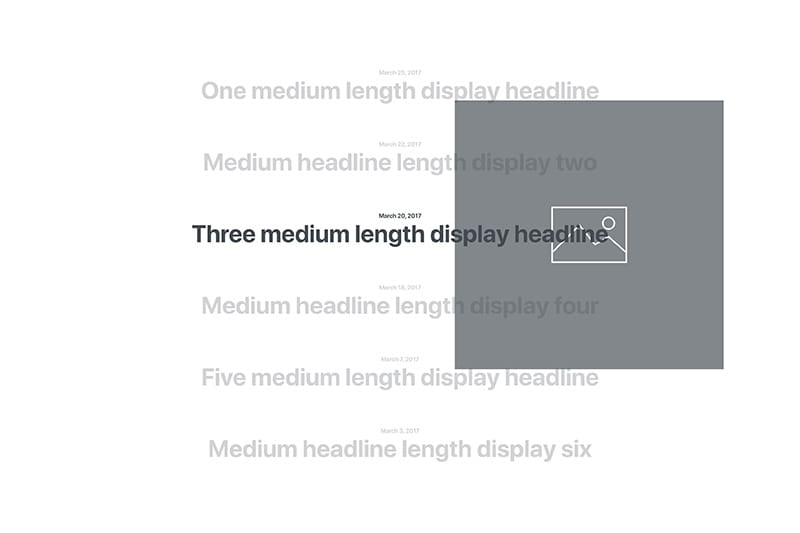 March 25, 2017
One medium length display headline
March 22, 2017
Medium headline length display two
March 20, 2017
Three medium length display headline
March 18, 2017
Medium headline length display four
March 7, 2017
Five medium length display headline
March 3, 2017
Medium headline length display six